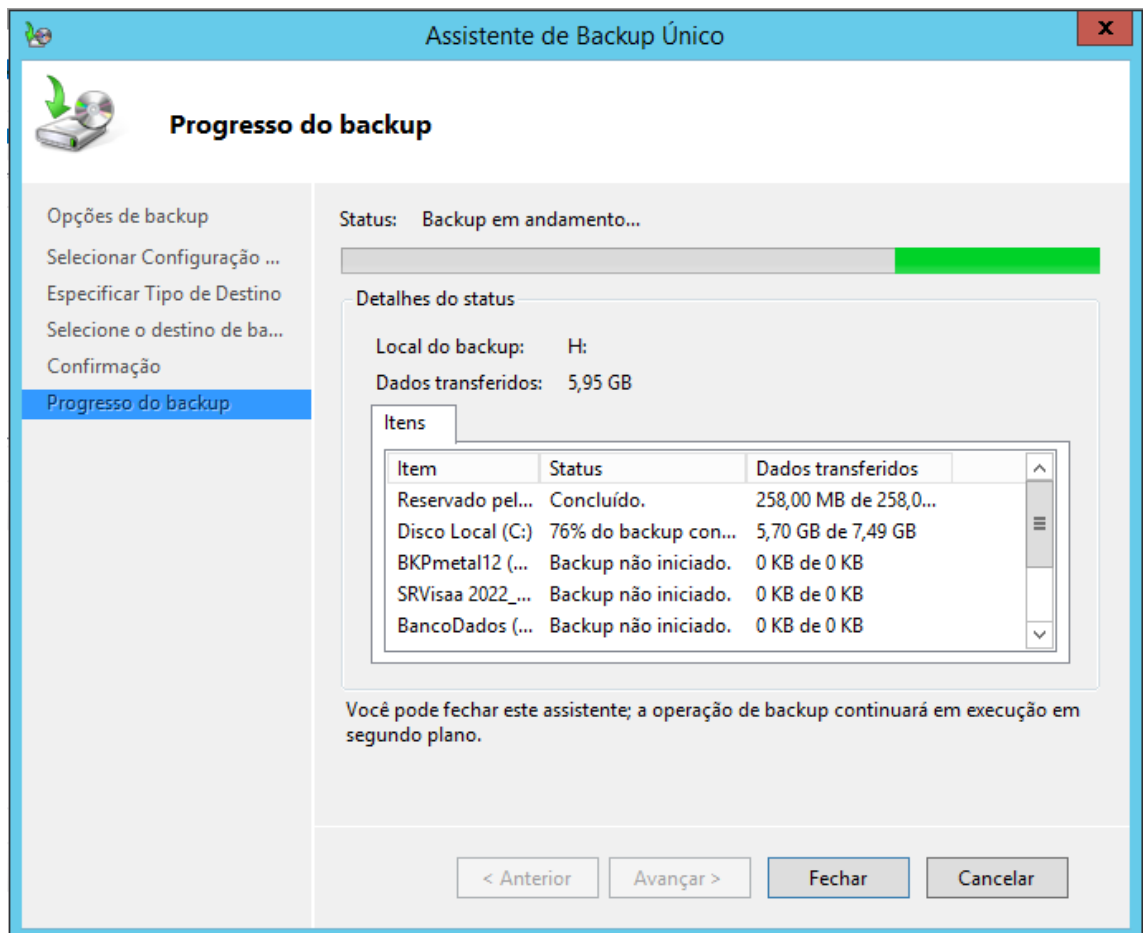 Assistente de Backup Único
x
Progresso do backup
Opções de backup
Selecionar Configuração ...
Especificar Tipo de Destino
Selecione o destino de ba...
Confirmação
Progresso do backup
Status: Backup em andamento...
Detalhes do status
Local do backup: H:
Dados transferidos: 5,95 GB
Itens
Item Status Dados transferidos
Reservado pel... Concluído. 258,00 MB de 258,0...
Disco Local (C:) 76% do backup con... 5,70 GB de 7,49 GB
BKPmetal12 (... Backup não iniciado. 0 KB de 0 KB
SRVisaa 2022_... Backup não iniciado. 0 KB de 0 KB
BancoDados (... Backup não iniciado. 0 KB de 0 KB
Você pode fechar este assistente; a operação de backup continuará em execução em
segundo plano.
< Anterior Avançar > Fechar Cancelar